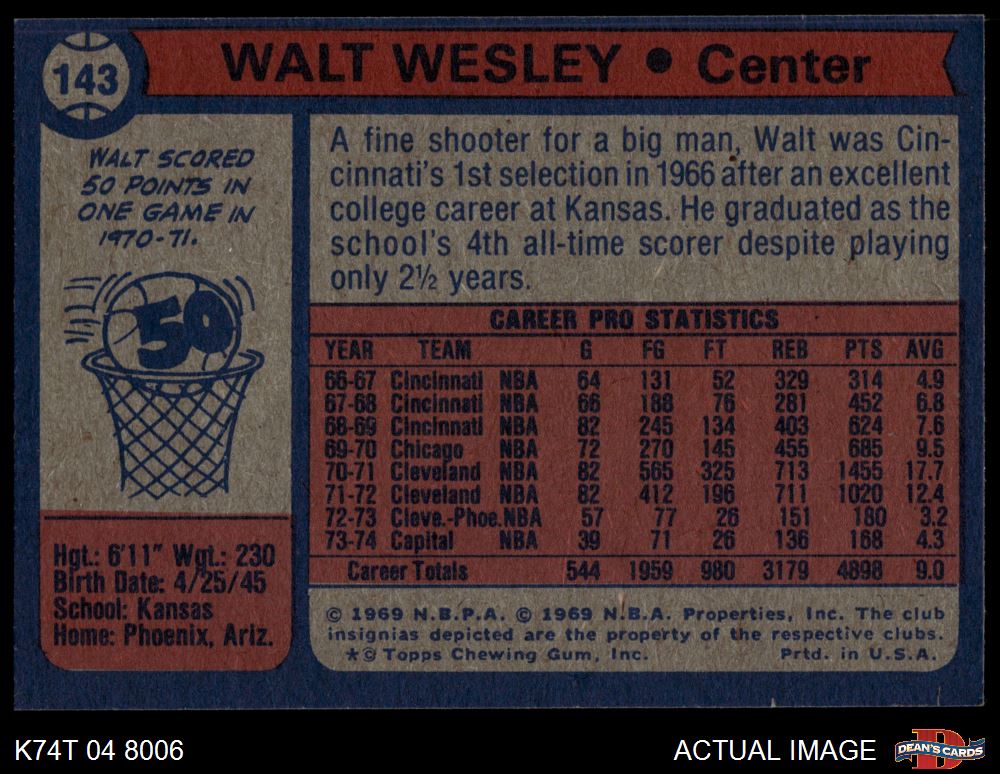 143
WALT WESLEY • Center
WALT SCORED
50 POINTS IN
ONE GAME IN
1970-71.
50
A fine shooter for a big man, Walt was Cin-
cinnati's 1st selection in 1966 after an excellent
college career at Kansas. He graduated as the
school's 4th all-time scorer despite playing
only 2½ years.
CAREER PRO STATISTICS
YEAR TEAM G FG FT REB PTS AVG
66-67 Cincinnati NBA 64 131 52 329 314 4.9
67-68 Cincinnati NBA 66 188 76 281 452 6.8
68-69 Cincinnati NBA 82 245 134 403 624 7.6
69-70 Chicago NBA 72 270 145 455 685 9.5
70-71 Cleveland NBA 82 565 325 713 1455 17.7
71-72 Cleveland NBA 82 412 196 711 1020 12.4
72-73 Cleve.-Phoe. NBA 57 77 26 151 180 3.2
73-74 Capital NBA 39 71 26 136 168 4.3
Career Totals 544 1959 980 3179 4898 9.0
Hgt.: 6'11" Wgt.: 230
Birth Date: 4/25/45
School: Kansas
Home: Phoenix, Ariz.
© 1969 N.B.P.A. © 1969 N.B.A. Properties, Inc. The club
insignias depicted are the property of the respective clubs.
*© Topps Chewing Gum, Inc. Prtd. in U.S.A.
K74T 04 8006
ACTUAL IMAGE
D
DEAN'S CARDS